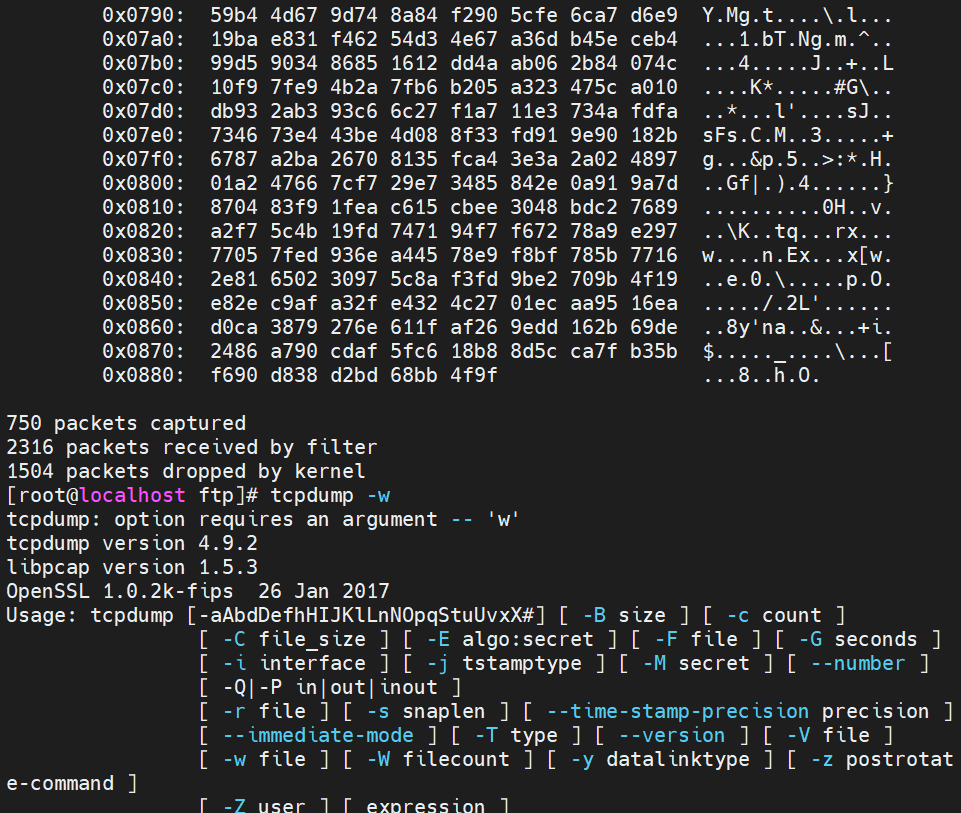 0x0790: 59b4 4d67 9d74 8a84 f290 5cfe 6ca7 d6e9 Y.Mg.t....\.l...
0x07a0: 19ba e831 f462 54d3 4e67 a36d b45e ceb4 ...1.bT.Ng.m.^..
0x07b0: 99d5 9034 8685 1612 dd4a ab06 2b84 074c ...4.....J..+..L
0x07c0: 10f9 7fe9 4b2a 7fb6 b205 a323 475c a010 ....K*.....#G\..
0x07d0: db93 2ab3 93c6 6c27 f1a7 11e3 734a fdfa ..*...l'....sJ..
0x07e0: 7346 73e4 43be 4d08 8f33 fd91 9e90 182b sFs.C.M..3.....+
0x07f0: 6787 a2ba 2670 8135 fca4 3e3a 2a02 4897 g...&p.5..>:*.H.
0x0800: 01a2 4766 7cf7 29e7 3485 842e 0a91 9a7d ..Gf|.).4......}
0x0810: 8704 83f9 1fea c615 cbee 3048 bdc2 7689 ..........0H..v.
0x0820: a2f7 5c4b 19fd 7471 94f7 f672 78a9 e297 ..\K..tq...rx...
0x0830: 7705 7fed 936e a445 78e9 f8bf 785b 7716 w....n.Ex...x[w.
0x0840: 2e81 6502 3097 5c8a f3fd 9be2 709b 4f19 ..e.0.\.....p.O.
0x0850: e82e c9af a32f e432 4c27 01ec aa95 16ea ...../.2L'......
0x0860: d0ca 3879 276e 611f af26 9edd 162b 69de ..8y'na..&...+i.
0x0870: 2486 a790 cdaf 5fc6 18b8 8d5c ca7f b35b $....._....\...[
0x0880: f690 d838 d2bd 68bb 4f9f ...8..h.O.
750 packets captured
2316 packets received by filter
1504 packets dropped by kernel
[root@localhost ftp]# tcpdump -w
tcpdump: option requires an argument -- 'w'
tcpdump version 4.9.2
libpcap version 1.5.3
OpenSSL 1.0.2k-fips  26 Jan 2017
Usage: tcpdump [-aAbdDefhHIJKlLnNOpqStuUvxX#] [ -B size ] [ -c count ]
[ -C file_size ] [ -E algo:secret ] [ -F file ] [ -G seconds ]
[ -i interface ] [ -j tstamptype ] [ -M secret ] [ --number ]
[ -Q|-P in|out|inout ]
[ -r file ] [ -s snaplen ] [ --time-stamp-precision precision ]
[ --immediate-mode ] [ -T type ] [ --version ] [ -V file ]
[ -w file ] [ -W filecount ] [ -y datalinktype ] [ -z postrotat
e-command ]
[ -Z user ] [ expression ]